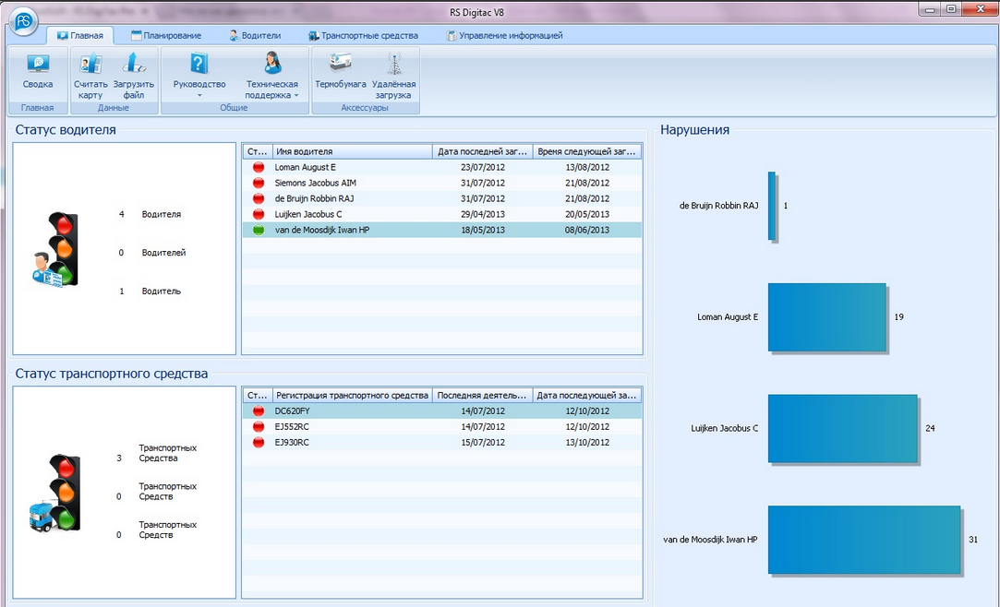 RS Digitac V8
RS
Главная Планирование Водители Транспортные средства Управление информацией
Сводка Считать карту Загрузить файл Руководство Техническая поддержка Термобумага Удалённая загрузка
Главная Данные Общие Аксессуары
Статус водителя
4 Водителя
0 Водителей
1 Водитель
Ст... Имя водителя Дата последней заг... Время следующей заг...
Loman August E 23/07/2012 13/08/2012
Siemons Jacobus AIM 31/07/2012 21/08/2012
de Bruijn Robbin RAJ 31/07/2012 21/08/2012
Luijken Jacobus C 29/04/2013 20/05/2013
van de Moosdijk Iwan HP 18/05/2013 08/06/2013
Статус транспортного средства
3 Транспортных Средства
0 Транспортных Средств
0 Транспортных Средств
Ст... Регистрация транспортного средства Последняя деятель... Дата последующей за...
DC620FY 14/07/2012 12/10/2012
EJ552RC 14/07/2012 12/10/2012
EJ930RC 15/07/2012 13/10/2012
Нарушения
de Bruijn Robbin RAJ 1
Loman August E 19
Luijken Jacobus C 24
van de Moosdijk Iwan HP 31